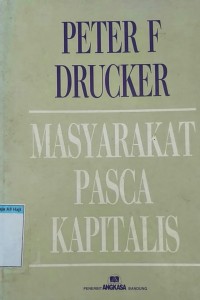 PETER F
DRUCKER
MASYARAKAT
PASCA
KAPITALIS
PENERBIT ANGKASA BANDUNG